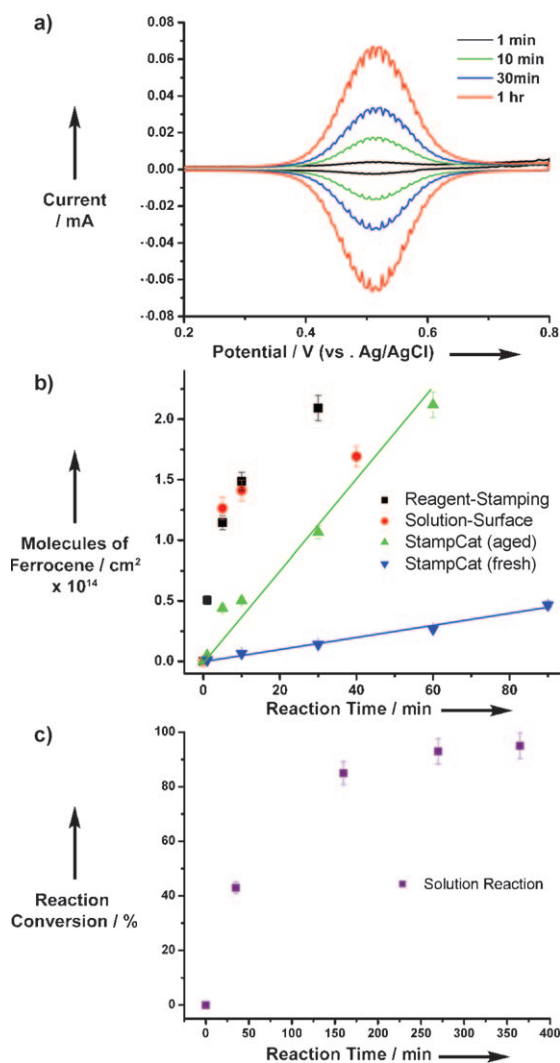 a)
0.08
0.06
0.04
0.02
0.00
-0.02
-0.04
-0.06
-0.08
Current
/ mA
1 min
10 min
30min
1 hr
0.2 0.4 0.6 0.8
Potential / V (vs . Ag/AgCl)
b)
2.0
1.5
1.0
0.5
0.0
Molecules of
Ferrocene / cm²
x 10¹⁴
Reagent-Stamping
Solution-Surface
StampCat (aged)
StampCat (fresh)
0 20 40 60 80
Reaction Time / min
c)
100
80
60
40
20
0
Reaction
Conversion / %
Solution Reaction
0 50 100 150 200 250 300 350 400
Reaction Time / min